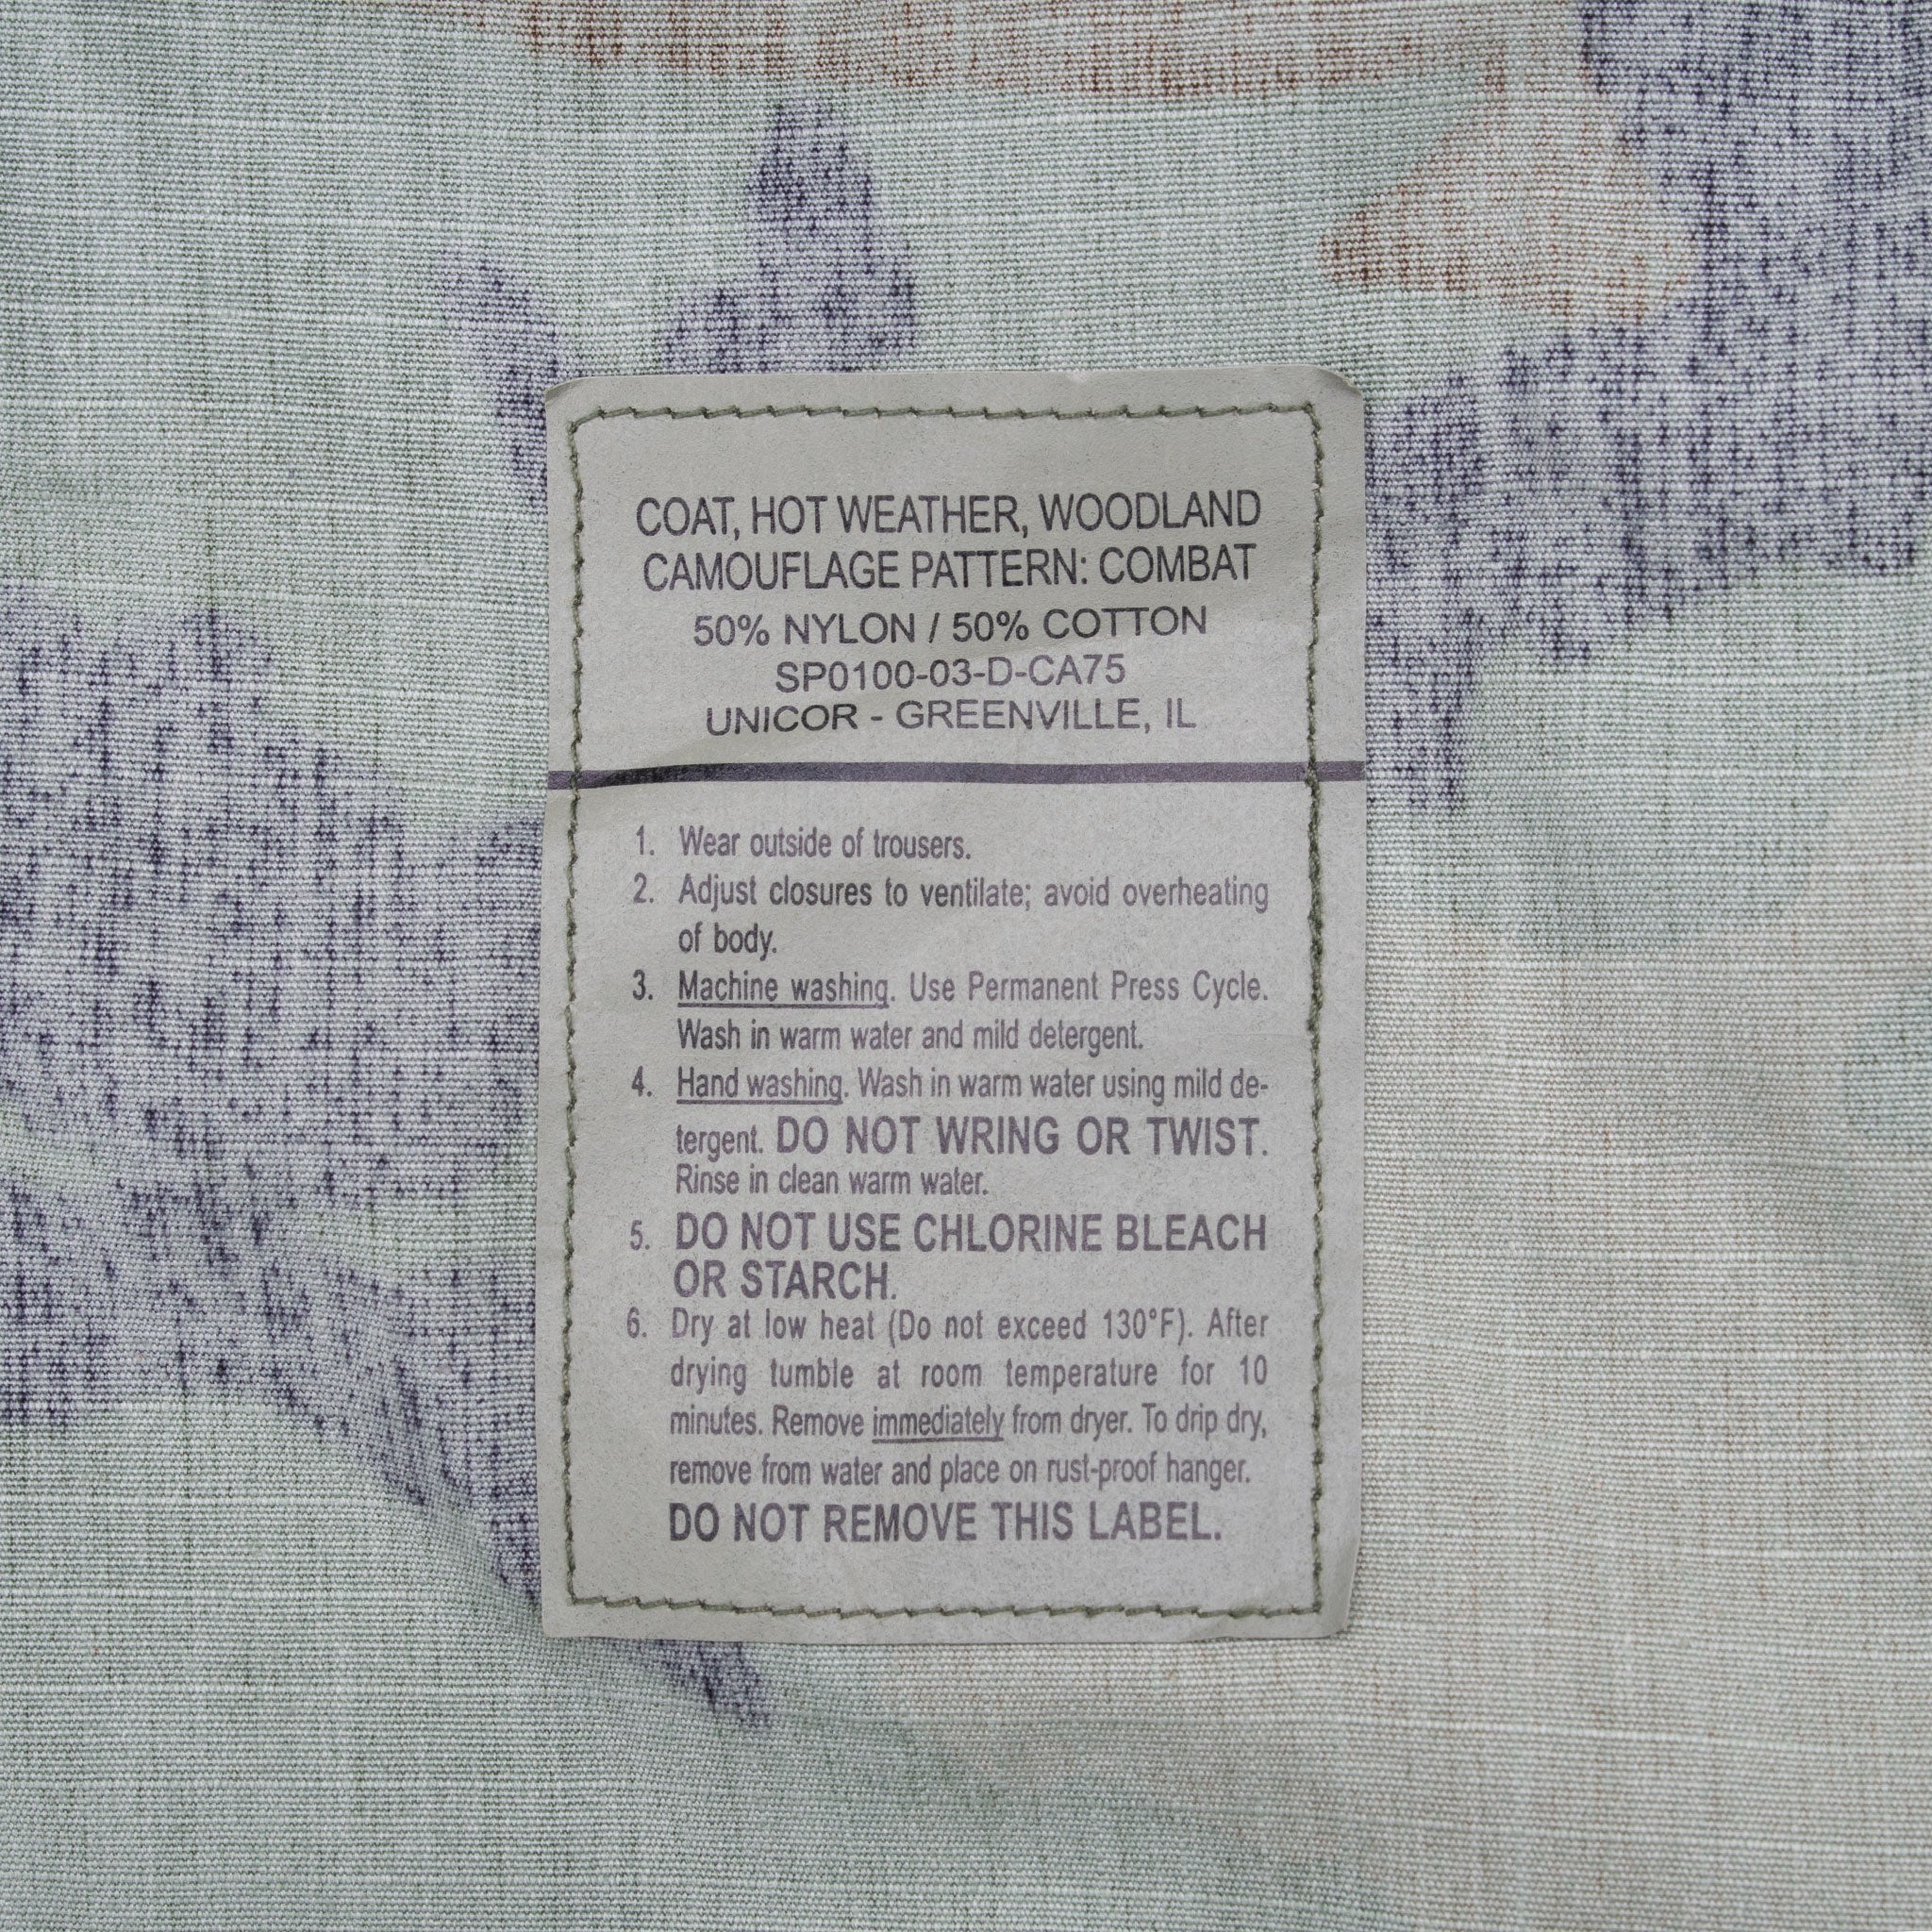 COAT, HOT WEATHER, WOODLAND
CAMOUFLAGE PATTERN: COMBAT
50% NYLON / 50% COTTON
SP0100-03-D-CA75
UNICOR - GREENVILLE, IL
1. Wear outside of trousers.
2. Adjust closures to ventilate; avoid overheating
of body.
3. Machine washing. Use Permanent Press Cycle.
Wash in warm water and mild detergent.
4. Hand washing. Wash in warm water using mild de-
tergent. DO NOT WRING OR TWIST.
Rinse in clean warm water.
5. DO NOT USE CHLORINE BLEACH
OR STARCH.
6. Dry at low heat (Do not exceed 130°F). After
drying tumble at room temperature for 10
minutes. Remove immediately from dryer. To drip dry,
remove from water and place on rust-proof hanger.
DO NOT REMOVE THIS LABEL.